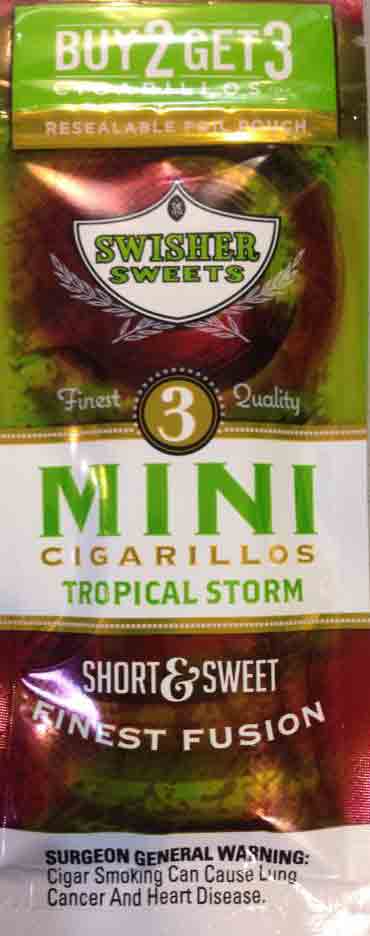 BUY 2 GET 3
CIGARILLOS
RESEALABLE FOIL POUCH
SWISHER
SWEETS
Finest 3 Quality
MINI
CIGARILLOS
TROPICAL STORM
SHORT & SWEET
FINEST FUSION
SURGEON GENERAL WARNING:
Cigar Smoking Can Cause Lung
Cancer And Heart Disease.